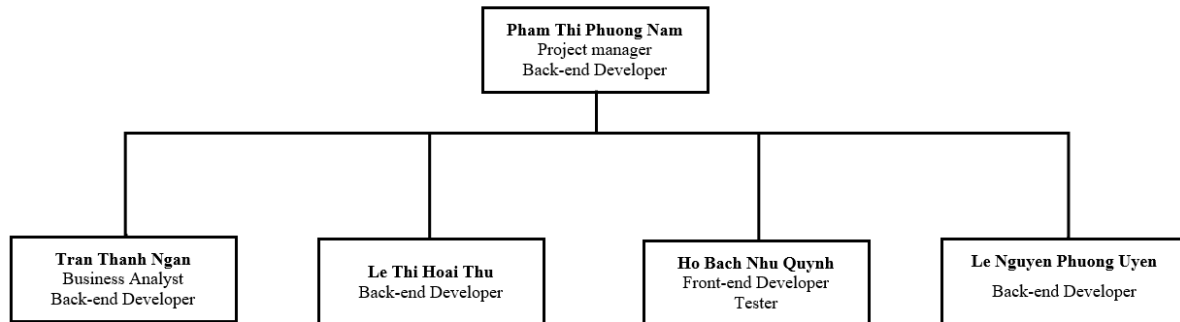 Pham Thi Phuong Nam
Project manager
Back-end Developer
Tran Thanh Ngan
Business Analyst
Back-end Developer
Le Thi Hoai Thu
Back-end Developer
Ho Bach Nhu Quynh
Front-end Developer
Tester
Le Nguyen Phuong Uyen
Back-end Developer